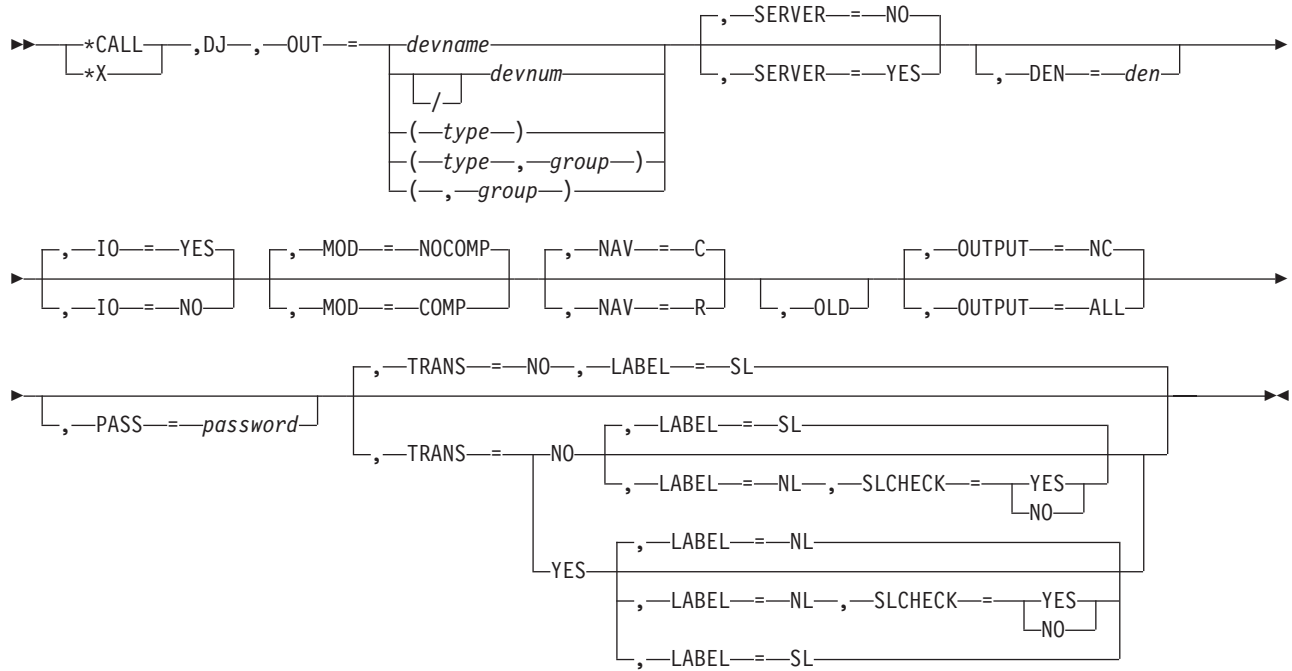 , SERVER = NO
*CALL ,DJ , OUT = devname
*X / devnum , SERVER = YES , DEN = den
( type )
( type , group )
( , group )
, IO = YES , MOD = NOCOMP , NAV = C , OUTPUT = NC
, IO = NO , MOD = COMP , NAV = R , OLD , OUTPUT = ALL
, TRANS = NO , LABEL = SL
, PASS = password
, LABEL = SL
, TRANS = NO
, LABEL = NL , SLCHECK = YES
NO
, LABEL = NL
YES
, LABEL = NL , SLCHECK = YES
NO
, LABEL = SL